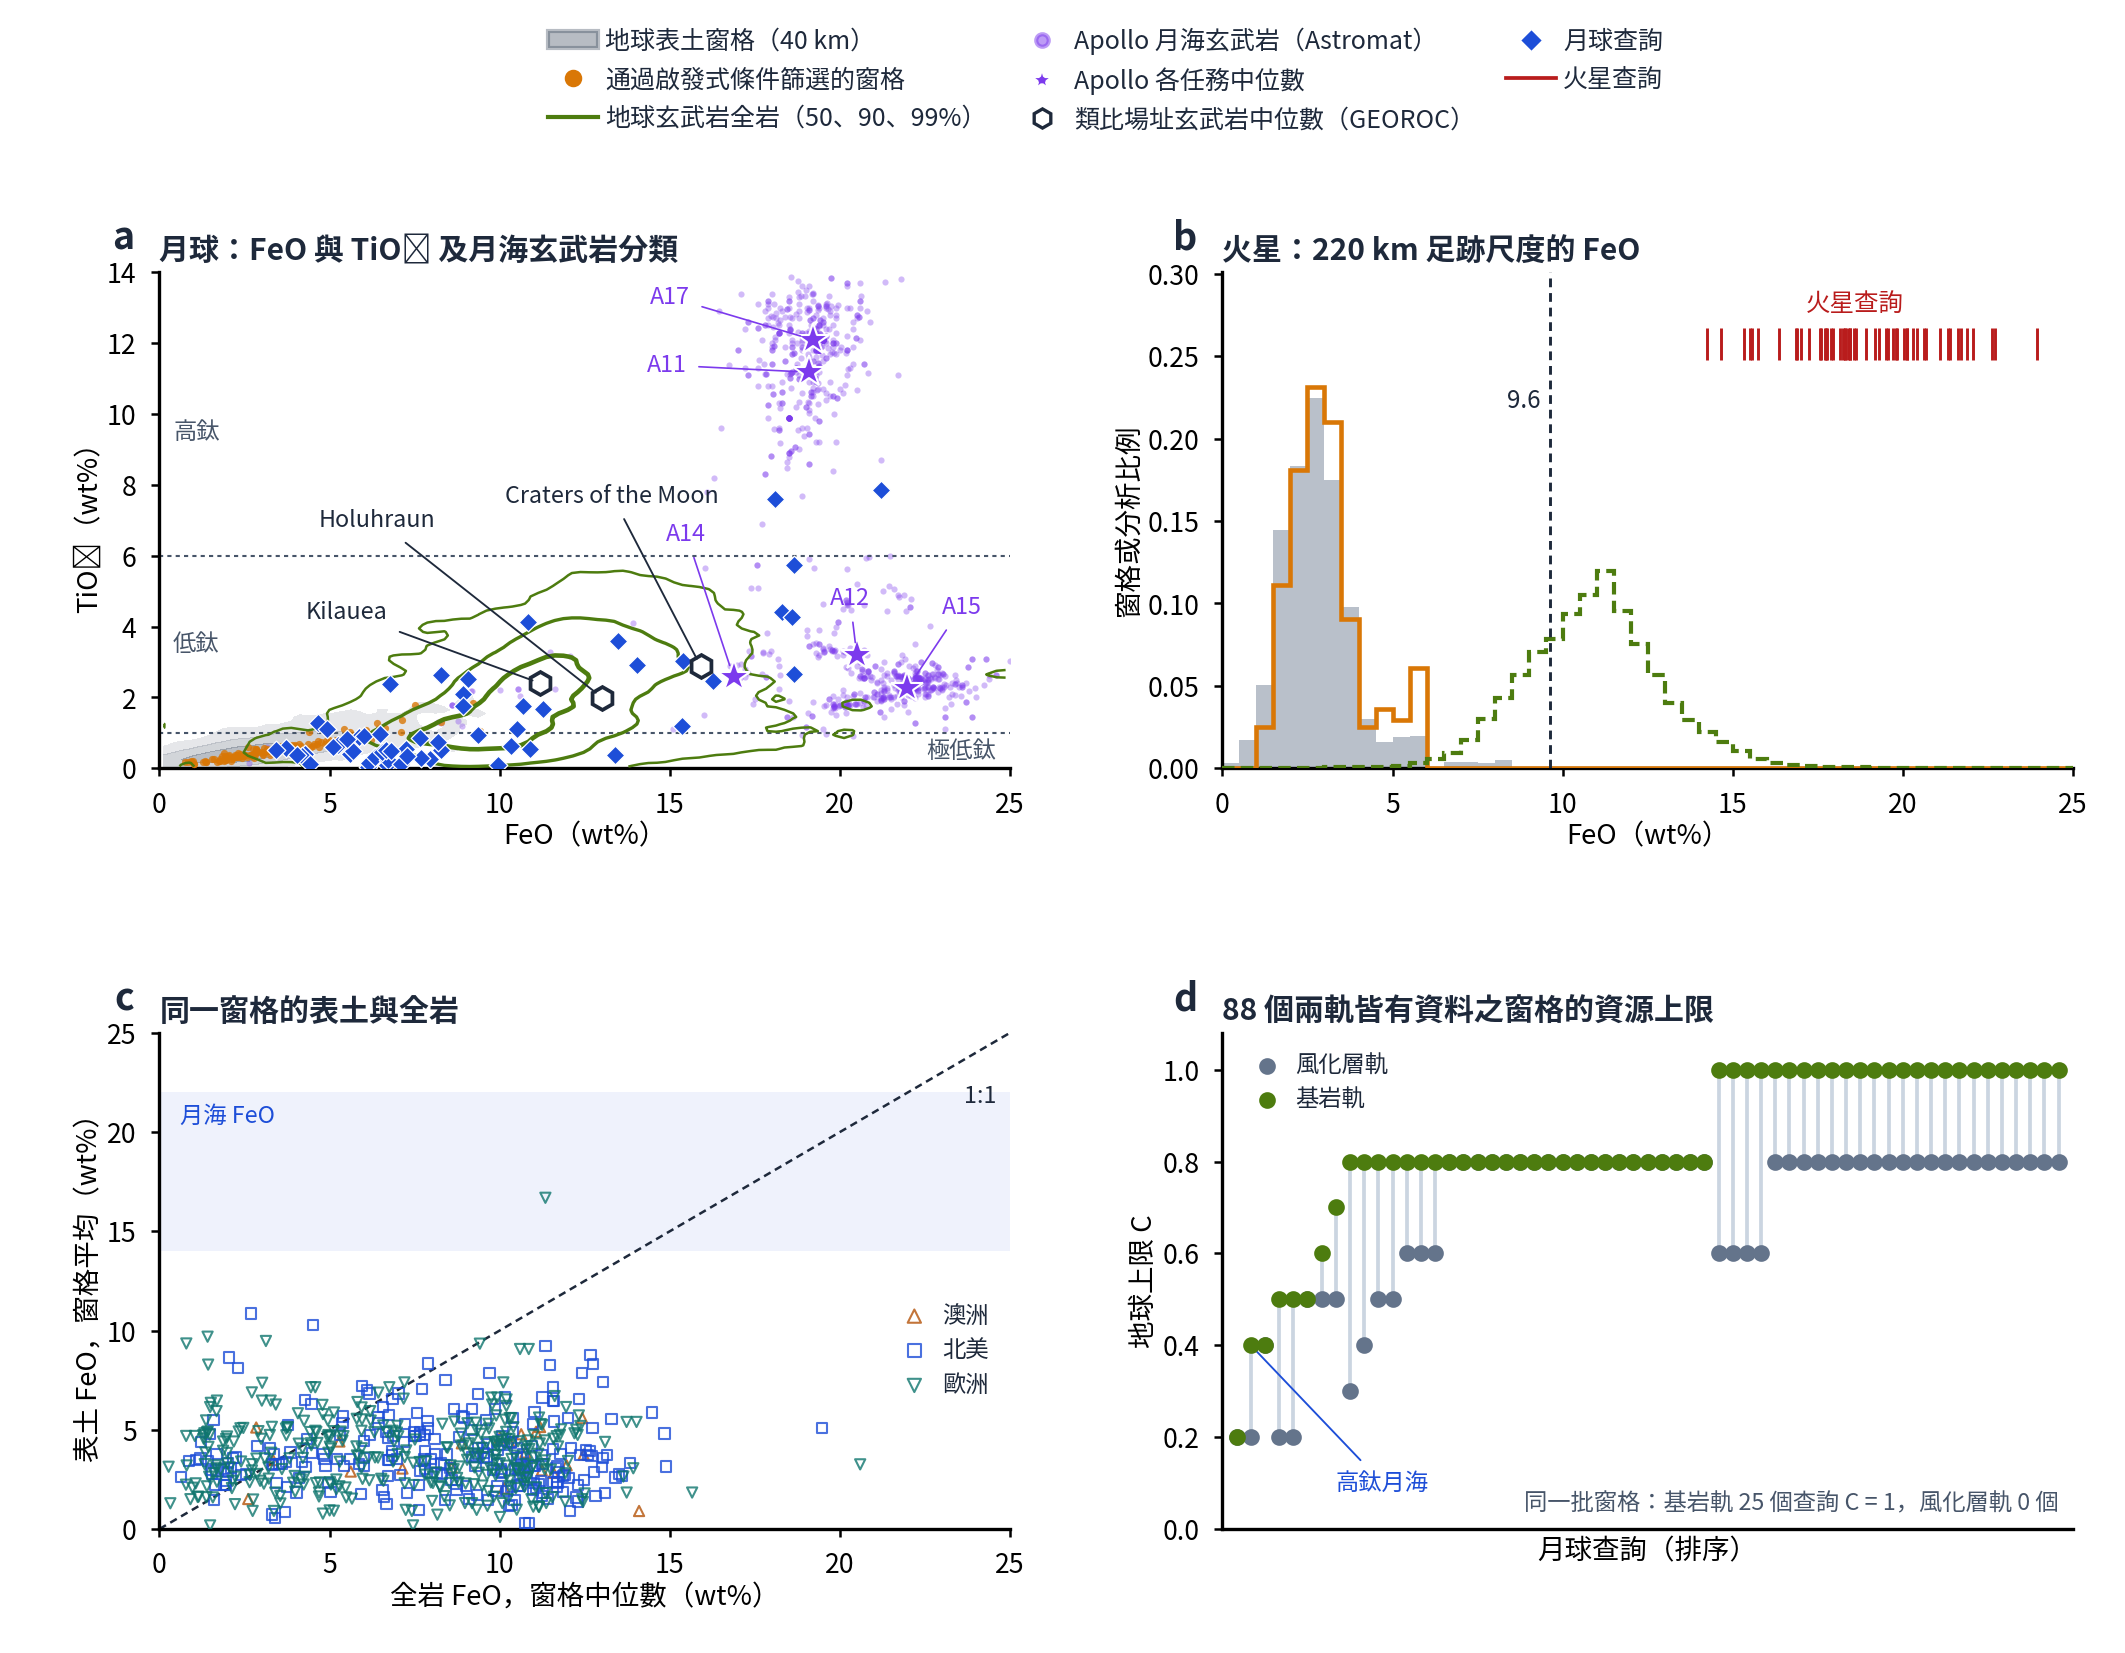 地球表土窗格（40 km）
通過啟發式條件篩選的窗格
地球玄武岩全岩（50、90、99%）
Apollo 月海玄武岩（Astromat）
Apollo 各任務中位數
類比場址玄武岩中位數（GEOROC）
月球查詢
火星查詢
a 月球：FeO 與 TiO 及月海玄武岩分類
TiO（wt%）
14
12
10
8
6
4
2
0
高鈦
低鈦
極低鈦
A17
A11
Craters of the Moon
Holuhraun
A14
Kilauea
A12
A15
0 5 10 15 20 25
FeO（wt%）
b 火星：220 km 足跡尺度的 FeO
窗格或分析比例
0.30
0.25
0.20
0.15
0.10
0.05
0.00
火星查詢
9.6
0 5 10 15 20 25
FeO（wt%）
c 同一窗格的表土與全岩
表土 FeO，窗格平均（wt%）
25
20
15
10
5
0
月海 FeO
1:1
澳洲
北美
歐洲
0 5 10 15 20 25
全岩 FeO，窗格中位數（wt%）
d 88 個兩軌皆有資料之窗格的資源上限
地球上限 C
1.0
0.8
0.6
0.4
0.2
0.0
風化層軌
基岩軌
高鈦月海
同一批窗格：基岩軌 25 個查詢 C = 1，風化層軌 0 個
月球查詢（排序）